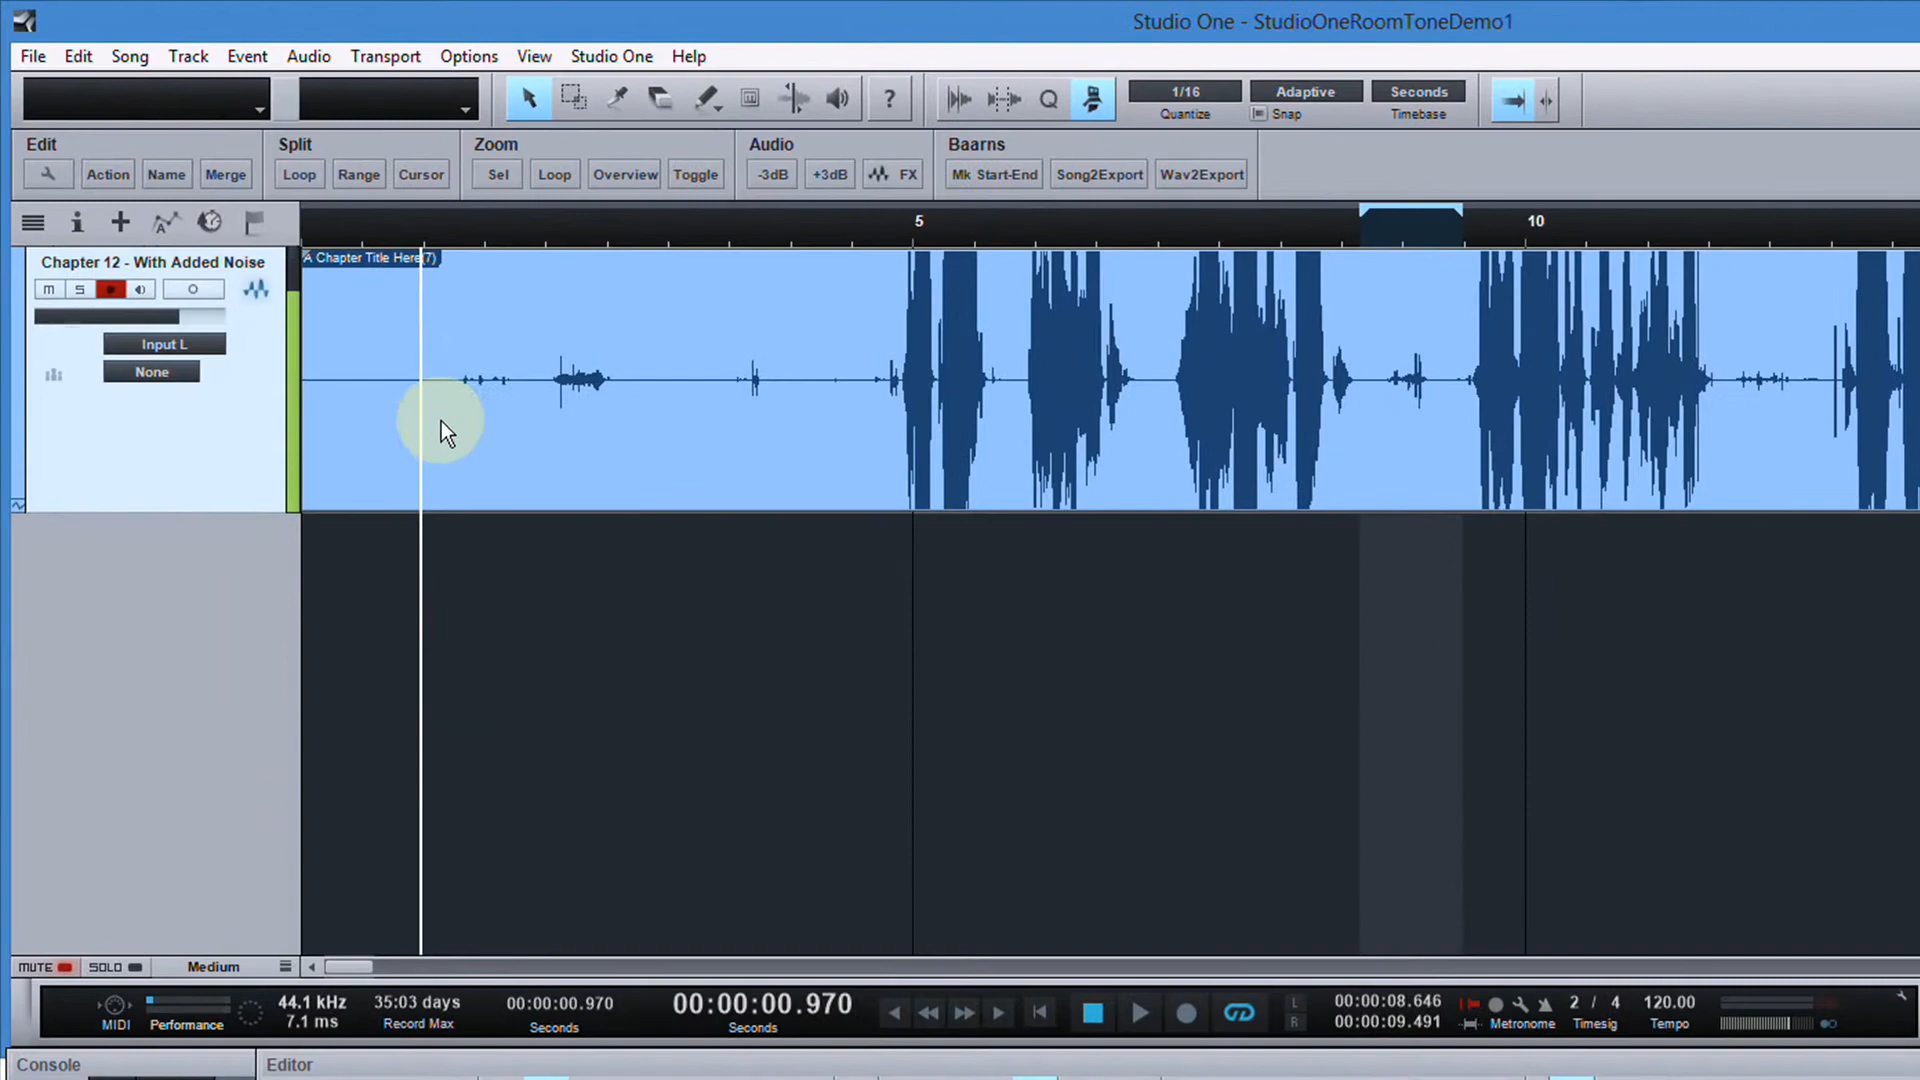 Studio One - StudioOneRoomToneDemo1
File Edit Song Track Event Audio Transport Options View Studio One Help
1/16 Adaptive Seconds
Quantize Snap Timebase
Edit Split Zoom Audio Baarns
Action Name Merge Loop Range Cursor Sel Loop Overview Toggle -3dB +3dB FX Mk Start-End Song2Export Wav2Export
5 10
Chapter 12 - With Added Noise
A Chapter Title Here(7)
M S
Input L
None
MUTE SOLO Medium
44.1 kHz 35:03 days 00:00:00.970 00:00:00.970 L 00:00:08.646 2 / 4 120.00
MIDI Performance 7.1 ms Record Max Seconds Seconds R 00:00:09.491 Metronome Timesig Tempo
Console Editor